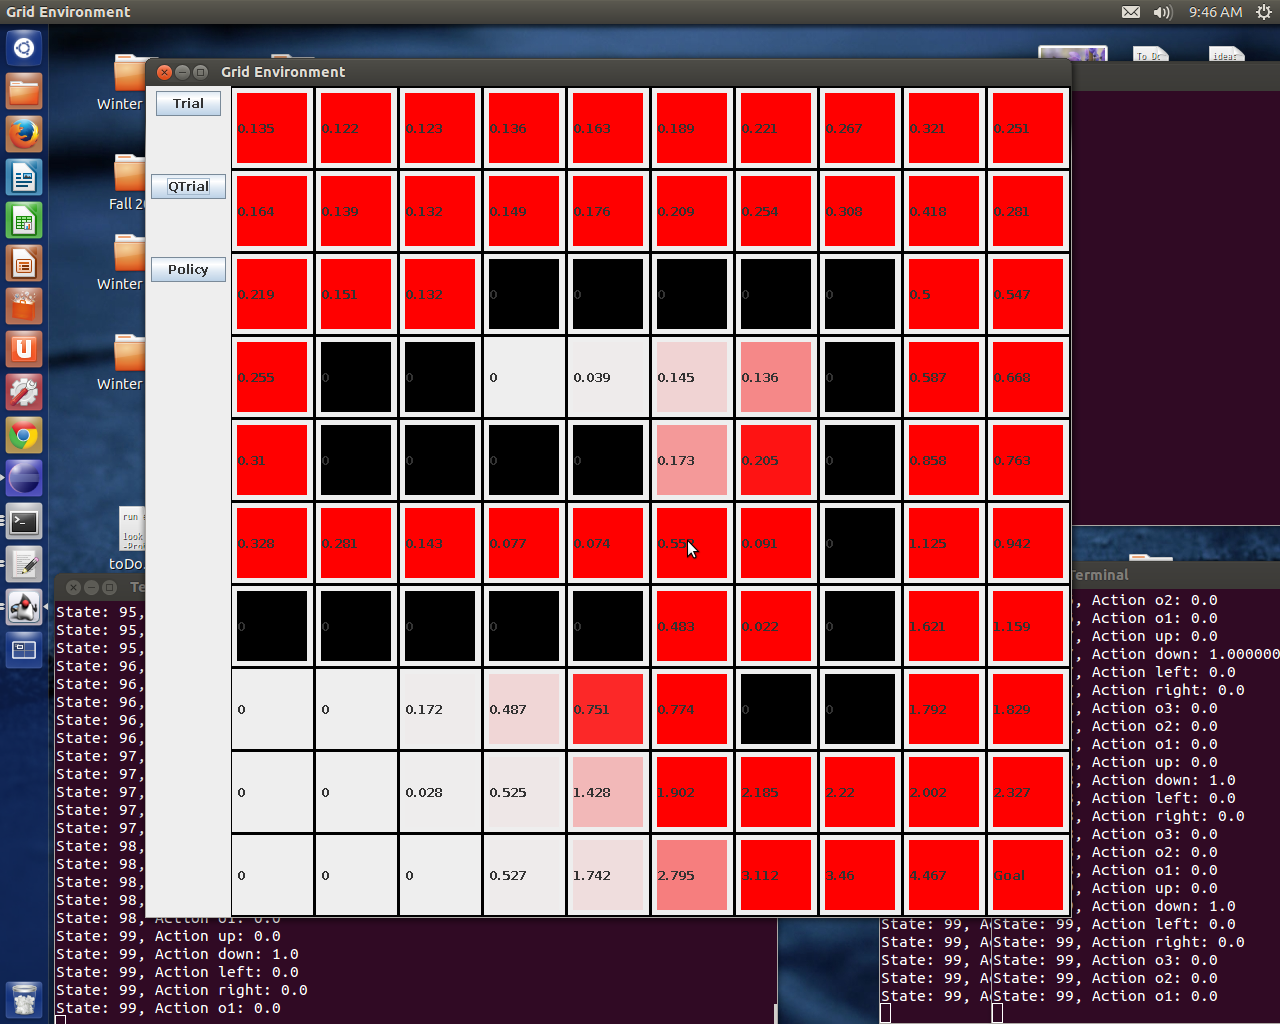 Grid Environment
9:46 AM
To Dc
ideas
Grid Environment
Winter
Trial
0.135 0.122 0.123 0.136 0.163 0.189 0.221 0.267 0.321 0.251
Fall 20
QTrial
0.164 0.139 0.132 0.149 0.176 0.209 0.254 0.308 0.418 0.281
Winter
Policy
0.219 0.151 0.132 0 0 0 0 0 0.5 0.547
Winter
0.255 0 0 0 0.039 0.145 0.136 0 0.587 0.668
0.31 0 0 0 0 0.173 0.205 0 0.858 0.763
run
look
-Pro
toDo.
0.328 0.281 0.143 0.077 0.074 0.091 0 1.125 0.942
0 0 0 0 0 0.483 0.022 0 1.621 1.159
0 0 0.172 0.487 0.751 0.774 0 0 1.792 1.829
0 0 0.028 0.525 1.428 1.902 2.185 2.22 2.002 2.327
0 0 0 0.527 1.742 2.795 3.112 3.46 4.467 Goal
Te
State: 95,
State: 95,
State: 95,
State: 96,
State: 96,
State: 96,
State: 96,
State: 96,
State: 97,
State: 97,
State: 97,
State: 97,
State: 97,
State: 98,
State: 98,
State: 98,
State: 98,
State: 98, Action o1: 0.0
State: 99, Action up: 0.0
State: 99, Action down: 1.0
State: 99, Action left: 0.0
State: 99, Action right: 0.0
State: 99, Action o1: 0.0
Terminal
, Action o2: 0.0
, Action o1: 0.0
, Action up: 0.0
, Action down: 1.000000
, Action left: 0.0
, Action right: 0.0
, Action o3: 0.0
, Action o2: 0.0
, Action o1: 0.0
, Action up: 0.0
, Action down: 1.0
, Action left: 0.0
, Action right: 0.0
, Action o3: 0.0
, Action o2: 0.0
, Action o1: 0.0
, Action up: 0.0
, Action down: 1.0
State: 99, A State: 99, Action left: 0.0
State: 99, A State: 99, Action right: 0.0
State: 99, A State: 99, Action o3: 0.0
State: 99, A State: 99, Action o2: 0.0
State: 99, A State: 99, Action o1: 0.0